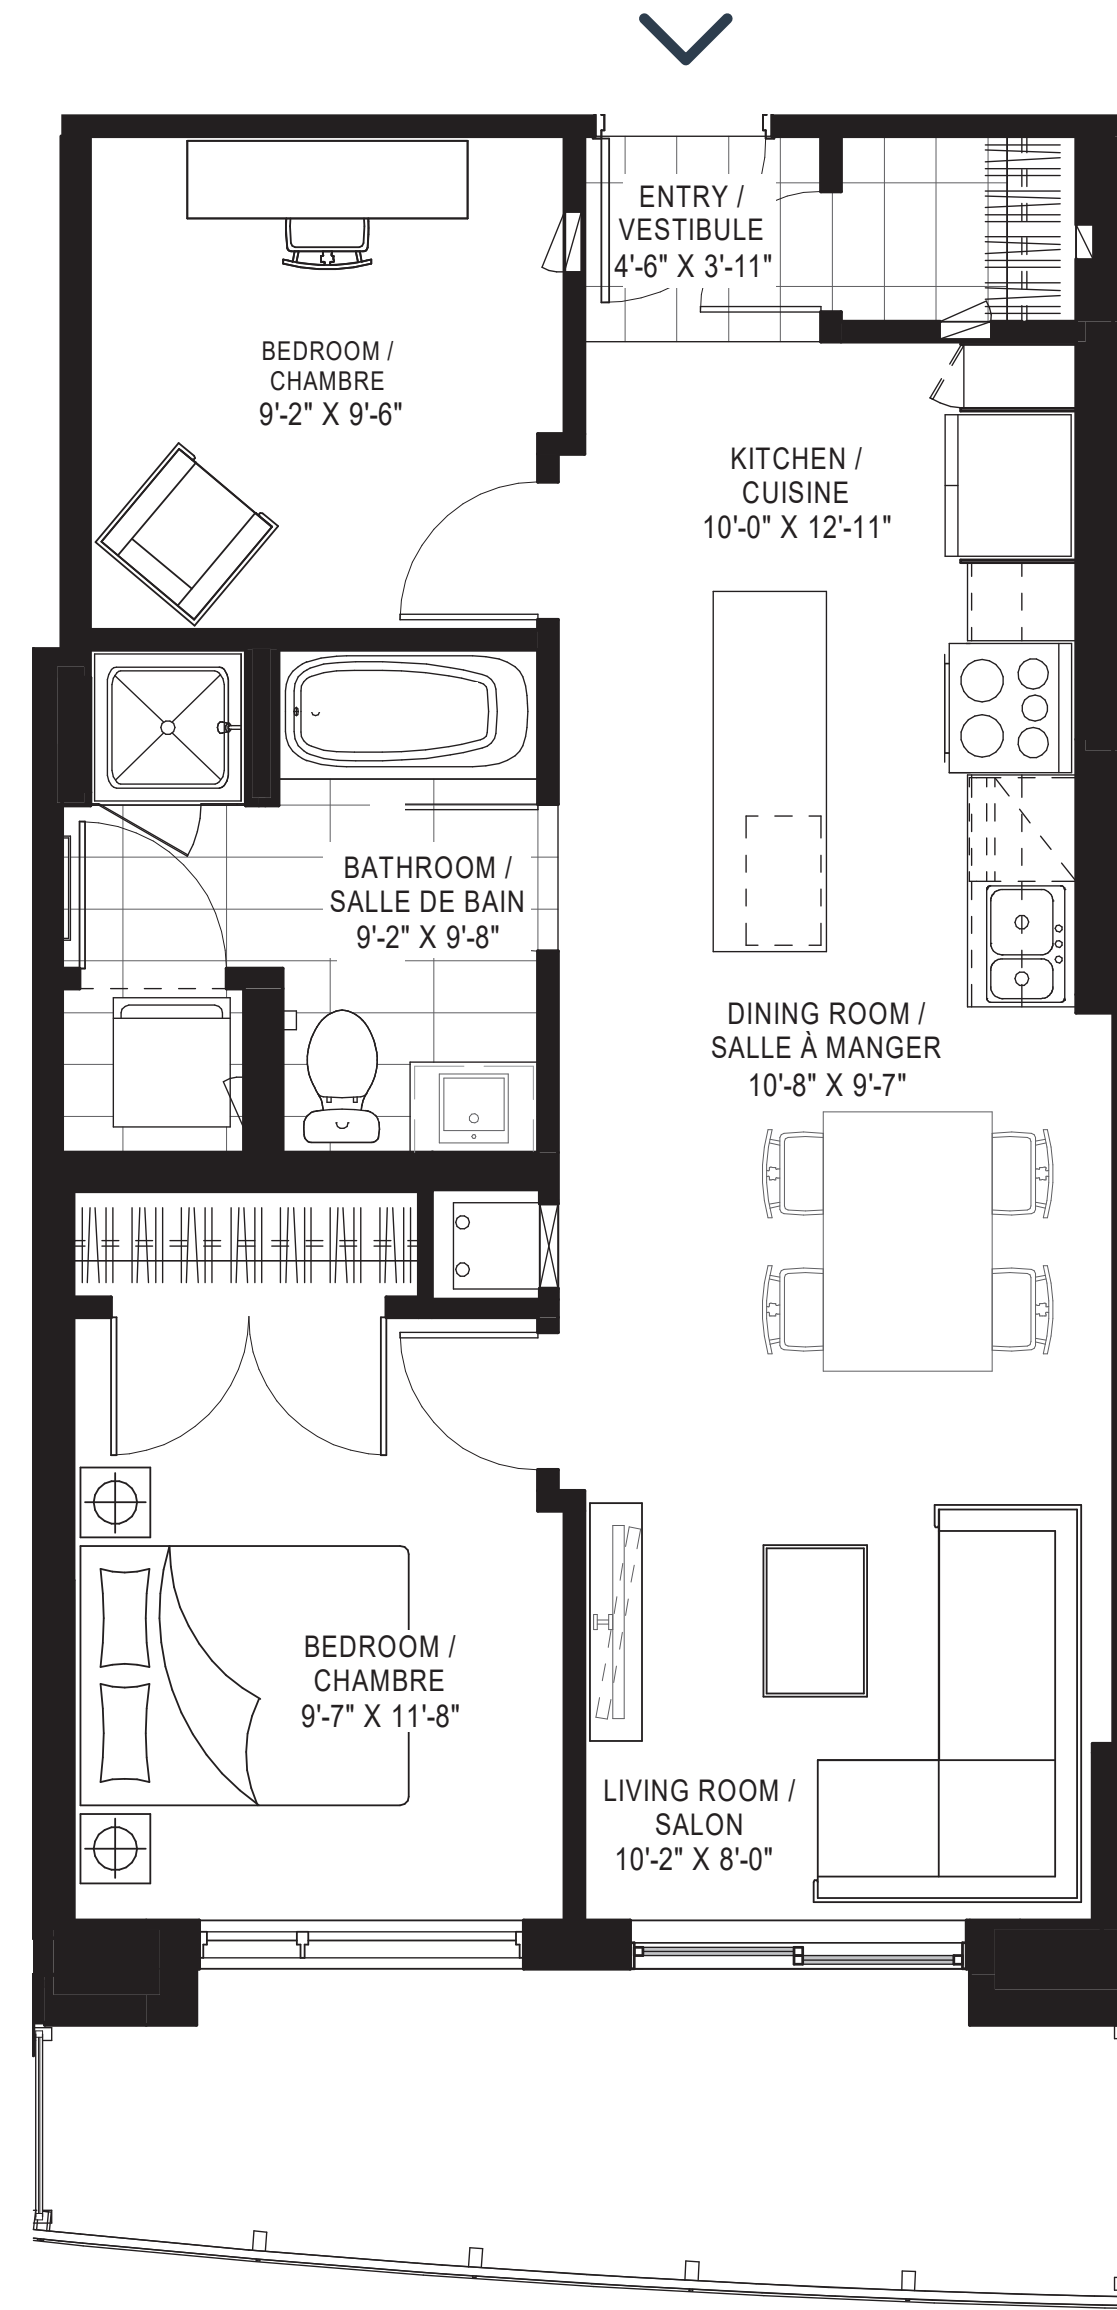 ENTRY /
VESTIBULE
4'-6" X 3'-11"
BEDROOM /
CHAMBRE
9'-2" X 9'-6"
KITCHEN /
CUISINE
10'-0" X 12'-11"
BATHROOM /
SALLE DE BAIN
9'-2" X 9'-8"
DINING ROOM /
SALLE À MANGER
10'-8" X 9'-7"
BEDROOM /
CHAMBRE
9'-7" X 11'-8"
LIVING ROOM /
SALON
10'-2" X 8'-0"